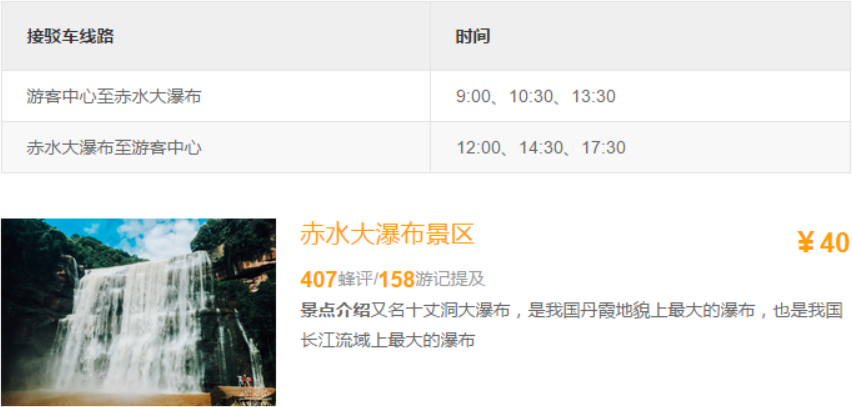 接驳车线路 时间
游客中心至赤水大瀑布 9:00、10:30、13:30
赤水大瀑布至游客中心 12:00、14:30、17:30
赤水大瀑布景区 ¥40
407蜂评/158游记提及
景点介绍又名十丈洞大瀑布，是我国丹霞地貌上最大的瀑布，也是我国
长江流域上最大的瀑布